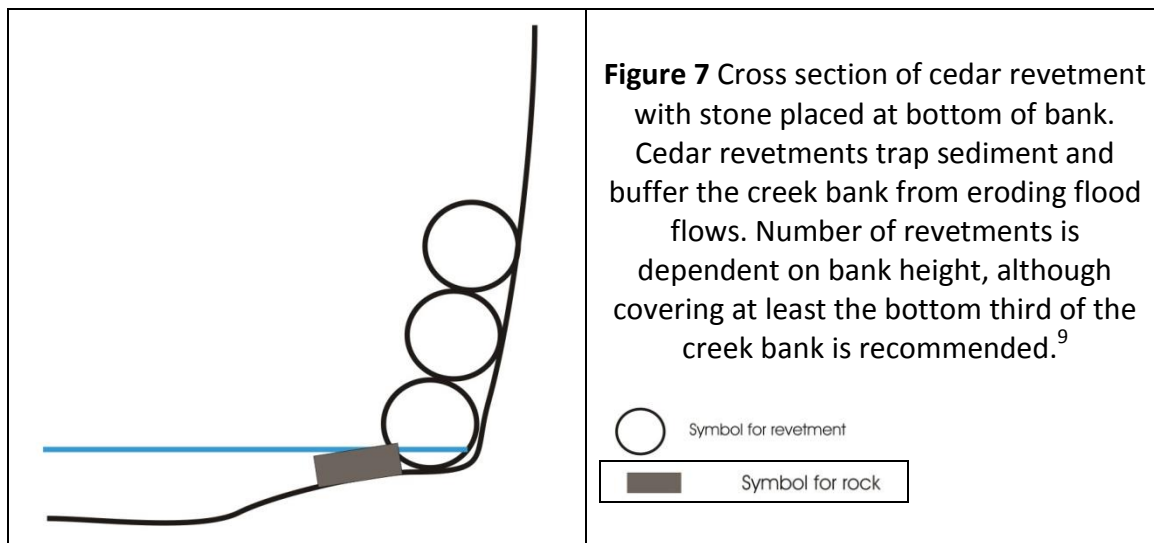 Figure 7 Cross section of cedar revetment
with stone placed at bottom of bank.
Cedar revetments trap sediment and
buffer the creek bank from eroding flood
flows. Number of revetments is
dependent on bank height, although
covering at least the bottom third of the
creek bank is recommended.9
Symbol for revetment
Symbol for rock